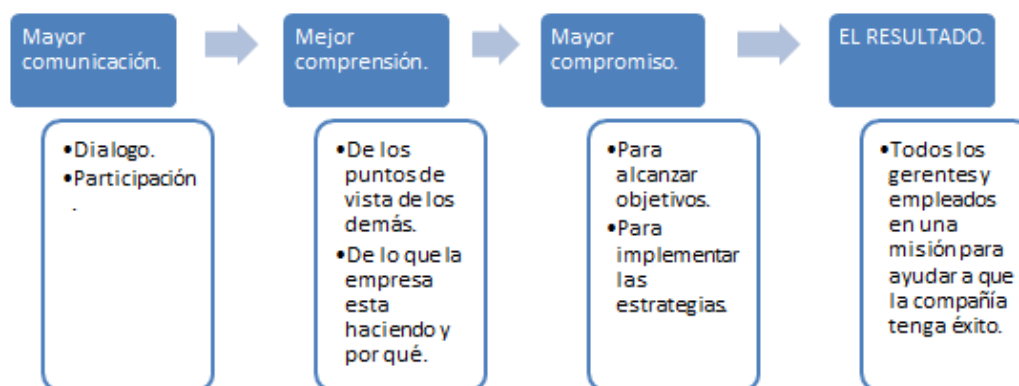 Mayor
comunicación.
Mejor
comprensión.
Mayor
compromiso.
EL RESULTADO.
•Dialogo.
•Participación
.
•De los
puntos de
vista de los
demás.
•De lo que la
empresa
esta
haciendo y
por qué.
•Para
alcanzar
objetivos.
•Para
implementar
las
estrategias.
•Todos los
gerentes y
empleados
en una
misión para
ayudar a que
la compañía
tenga éxito.